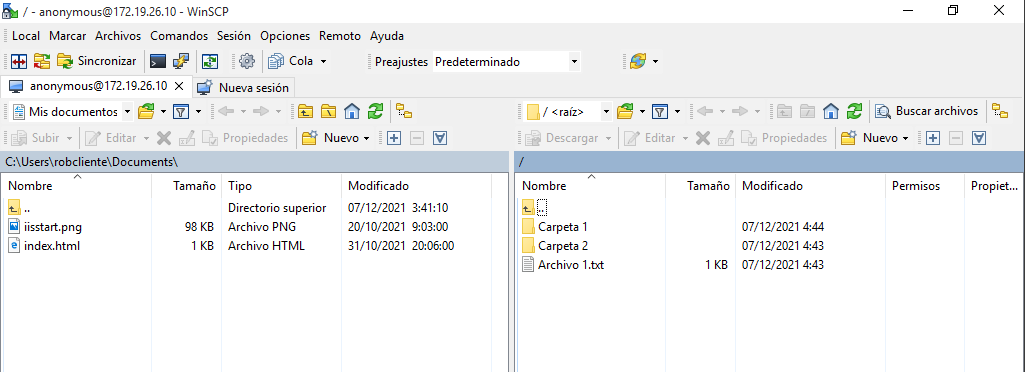 / - anonymous@172.19.26.10 - WinSCP
Local Marcar Archivos Comandos Sesión Opciones Remoto Ayuda
Sincronizar Cola Preajustes Predeterminado
anonymous@172.19.26.10 Nueva sesión
Mis documentos / <raíz> Buscar archivos
Subir Editar Propiedades Nuevo Descargar Editar Propiedades Nuevo
C:\Users\robcliente\Documents\ /
Nombre Tamaño Tipo Modificado Nombre Tamaño Modificado Permisos Propiet...
.. Directorio superior 07/12/2021 3:41:10 ..
iisstart.png 98 KB Archivo PNG 20/10/2021 9:03:00 Carpeta 1 07/12/2021 4:44
index.html 1 KB Archivo HTML 31/10/2021 20:06:00 Carpeta 2 07/12/2021 4:43
Archivo 1.txt 1 KB 07/12/2021 4:43